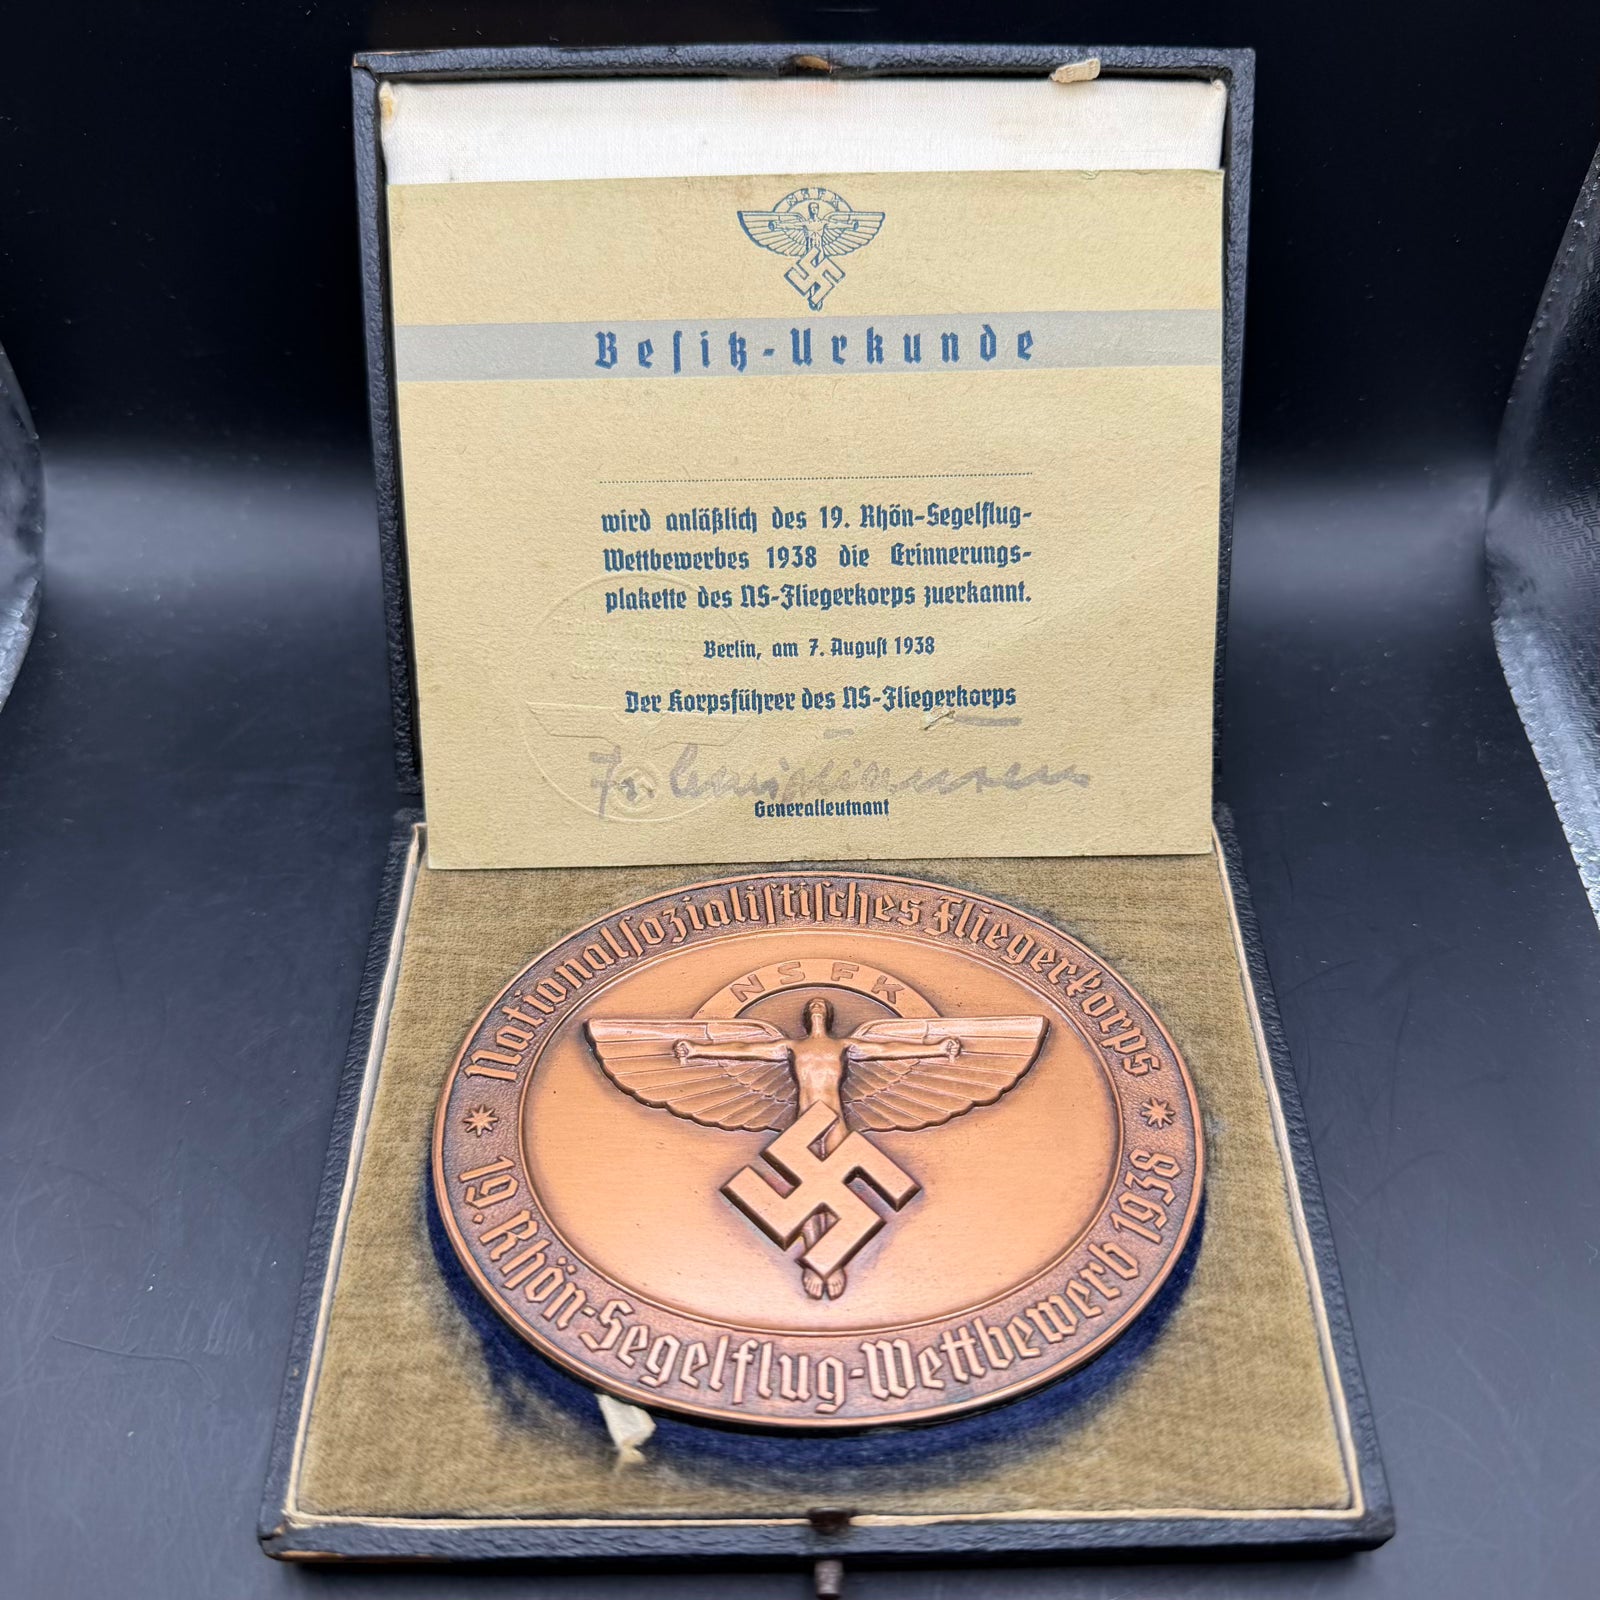 NSFK
Besitz-Urkunde
wird anläßlich des 19. Rhön-Segelflug-
Wettbewerbes 1938 die Erinnerungs-
plakette des NS-Fliegerkorps zuerkannt.
Berlin, am 7. August 1938
Der Korpsführer des NS-Fliegerkorps
Generalleutnant
Nationalsozialistisches Fliegerkorps
NSFK
19. Rhön-Segelflug-Wettbewerb 1938